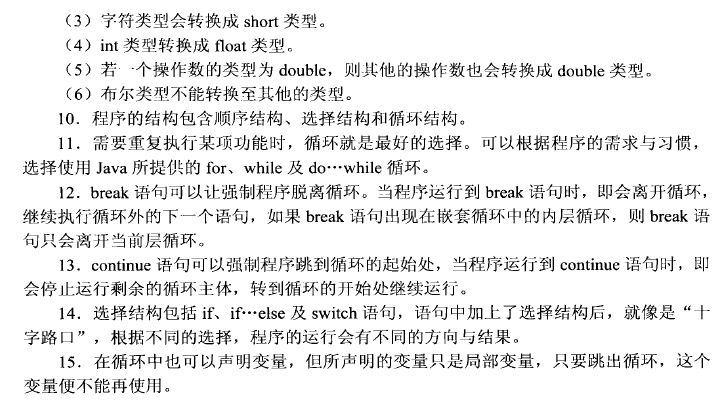 （3）字符类型会转换成 short 类型。
（4）int 类型转换成 float 类型。
（5）若一个操作数的类型为 double，则其他的操作数也会转换成 double 类型。
（6）布尔类型不能转换至其他的类型。
10．程序的结构包含顺序结构、选择结构和循环结构。
11．需要重复执行某项功能时，循环就是最好的选择。可以根据程序的需求与习惯，
选择使用 Java 所提供的 for、while 及 do…while 循环。
12．break 语句可以让强制程序脱离循环。当程序运行到 break 语句时，即会离开循环，
继续执行循环外的下一个语句，如果 break 语句出现在嵌套循环中的内层循环，则 break 语
句只会离开当前层循环。
13．continue 语句可以强制程序跳到循环的起始处，当程序运行到 continue 语句时，即
会停止运行剩余的循环主体，转到循环的开始处继续运行。
14．选择结构包括 if、if…else 及 switch 语句，语句中加上了选择结构后，就像是“十
字路口”，根据不同的选择，程序的运行会有不同的方向与结果。
15．在循环中也可以声明变量，但所声明的变量只是局部变量，只要跳出循环，这个
变量便不能再使用。